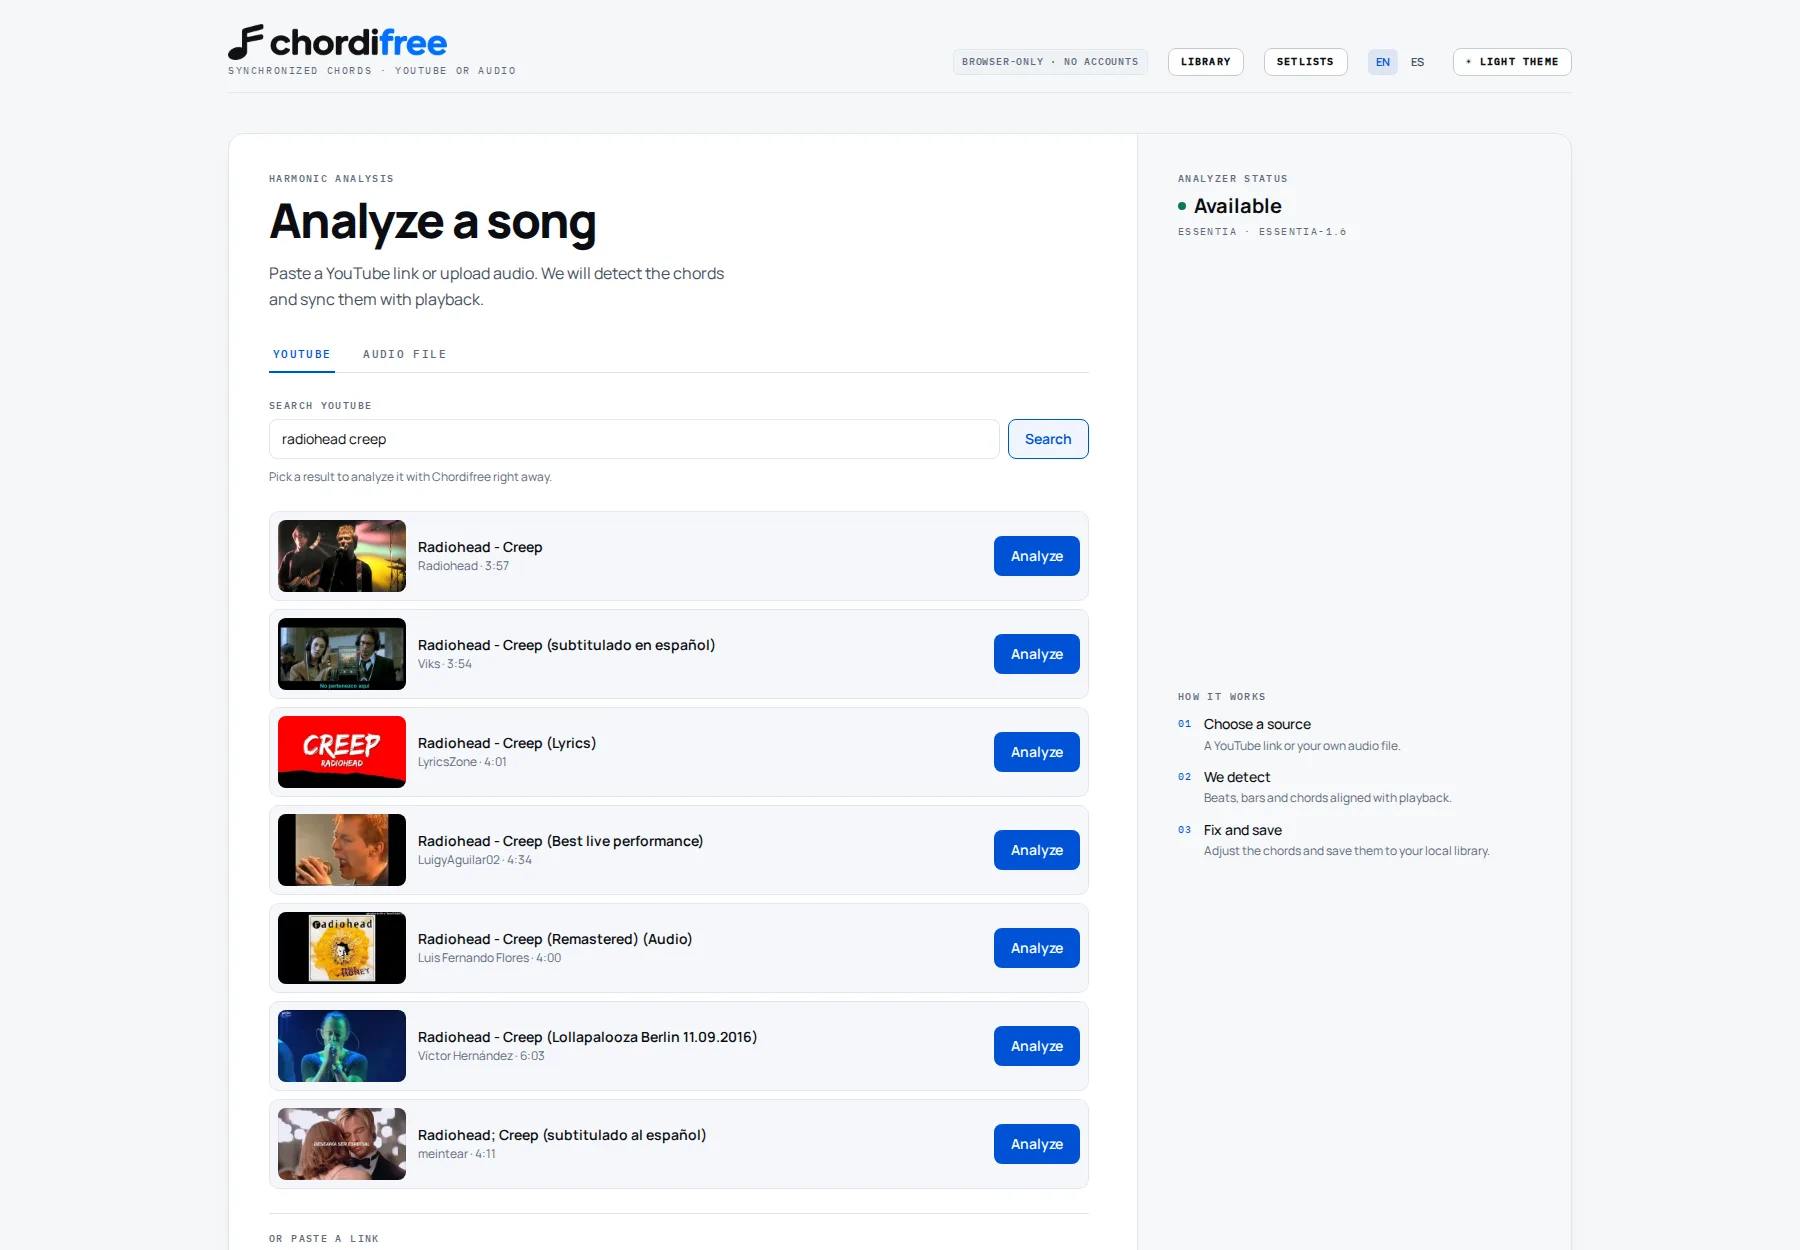 chordifree
SYNCHRONIZED CHORDS · YOUTUBE OR AUDIO
BROWSER-ONLY · NO ACCOUNTS
LIBRARY
SETLISTS
EN
ES
☀ LIGHT THEME
HARMONIC ANALYSIS
Analyze a song
Paste a YouTube link or upload audio. We will detect the chords
and sync them with playback.
YOUTUBE
AUDIO FILE
SEARCH YOUTUBE
radiohead creep
Search
Pick a result to analyze it with Chordifree right away.
Radiohead - Creep
Radiohead · 3:57
Analyze
No pertenezco aquí
Radiohead - Creep (subtitulado en español)
Viks · 3:54
Analyze
CREEP
RADIOHEAD
Radiohead - Creep (Lyrics)
LyricsZone · 4:01
Analyze
Radiohead - Creep (Best live performance)
LuigyAguilar02 · 4:34
Analyze
radiohead
Radiohead - Creep (Remastered) (Audio)
Luis Fernando Flores · 4:00
Analyze
Radiohead - Creep (Lollapalooza Berlin 11.09.2016)
Víctor Hernández · 6:03
Analyze
DESEARÍA SER ESPECIAL
Radiohead; Creep (subtitulado al español)
meintear · 4:11
Analyze
OR PASTE A LINK
ANALYZER STATUS
Available
ESSENTIA · ESSENTIA-1.6
HOW IT WORKS
01 Choose a source
A YouTube link or your own audio file.
02 We detect
Beats, bars and chords aligned with playback.
03 Fix and save
Adjust the chords and save them to your local library.